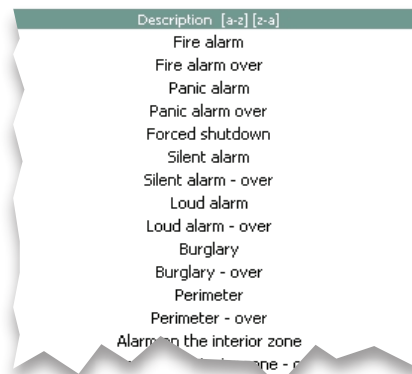 Description [a-z] [z-a]
Fire alarm
Fire alarm over
Panic alarm
Panic alarm over
Forced shutdown
Silent alarm
Silent alarm - over
Loud alarm
Loud alarm - over
Burglary
Burglary - over
Perimeter
Perimeter - over
Alarm on the interior zone